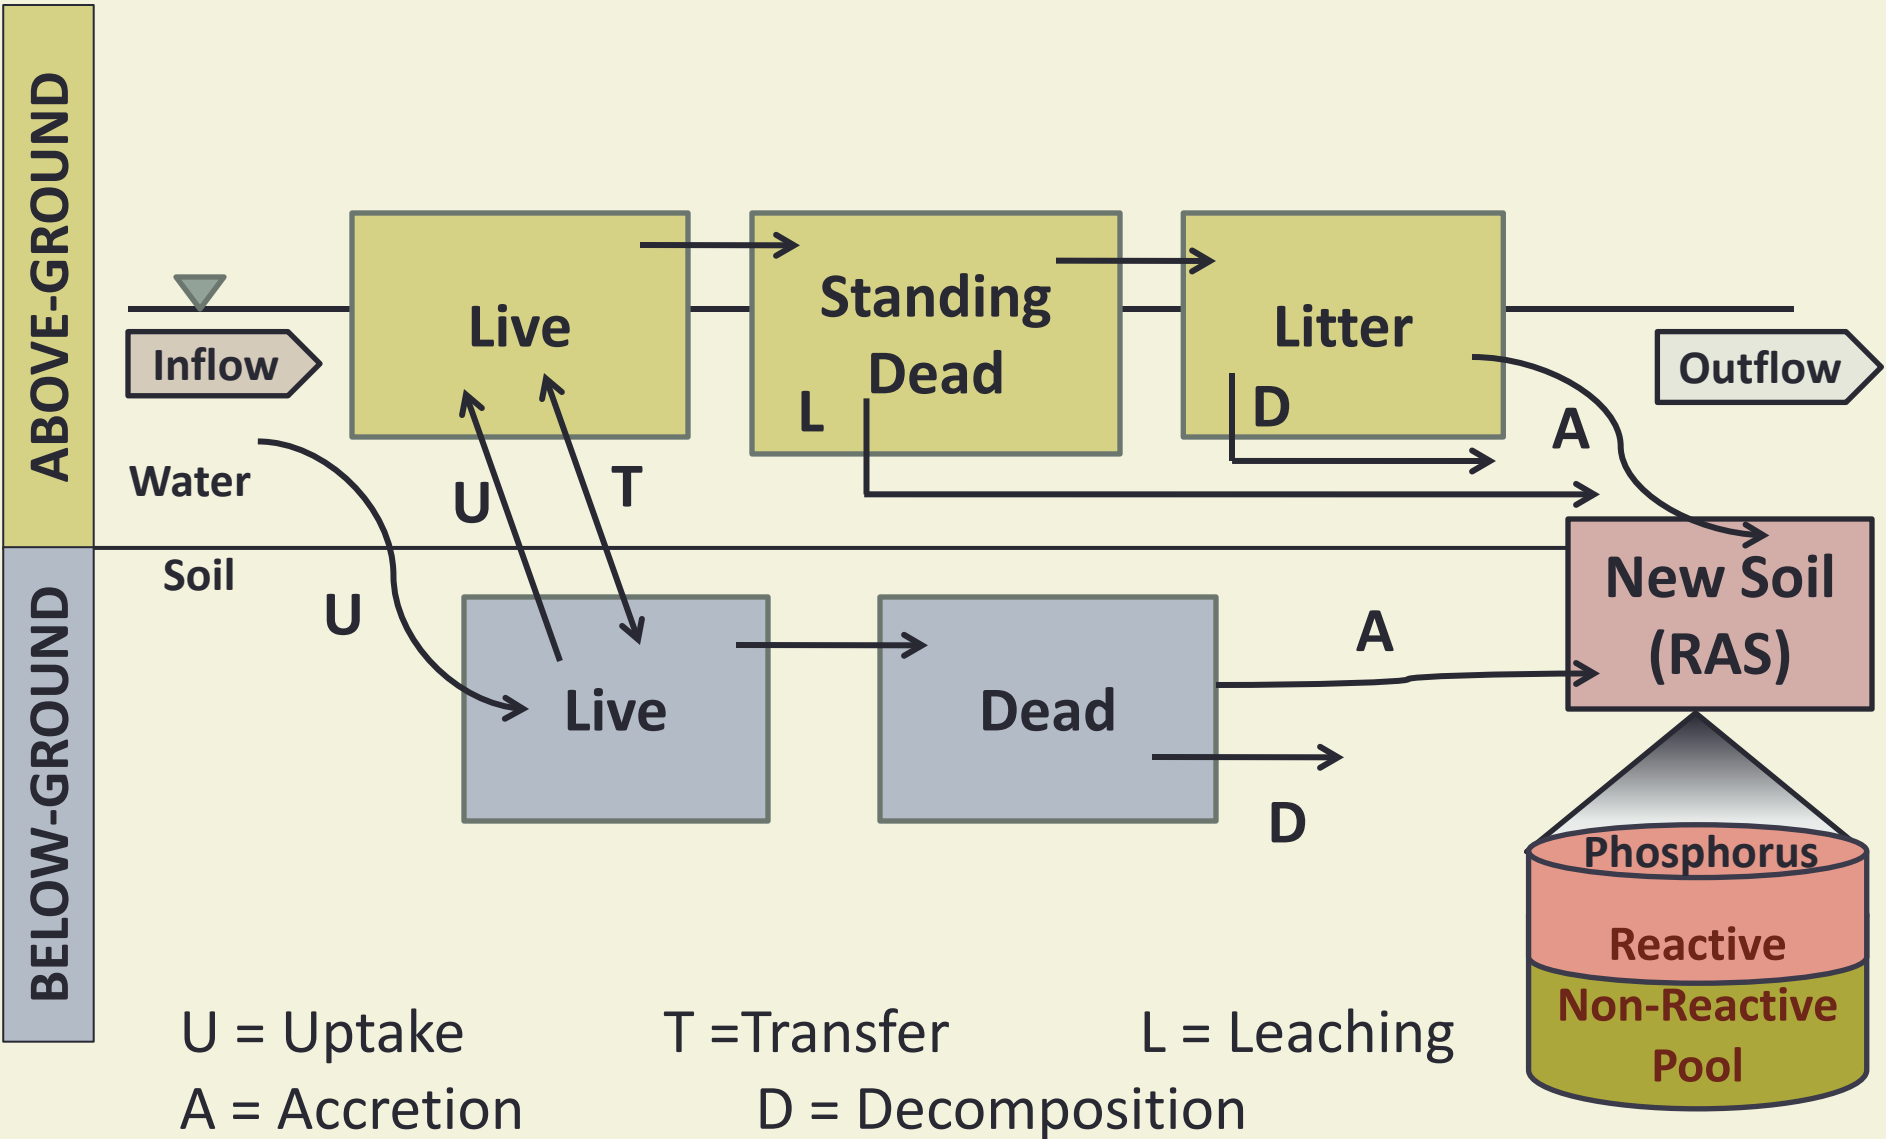 ABOVE-GROUND
BELOW-GROUND
Inflow
Live
Standing
Dead
Litter
Outflow
L
D
A
Water
U
T
Soil
U
New Soil
(RAS)
A
Live
Dead
D
Phosphorus
Reactive
Non-Reactive
Pool
U = Uptake
T =Transfer
L = Leaching
A = Accretion
D = Decomposition